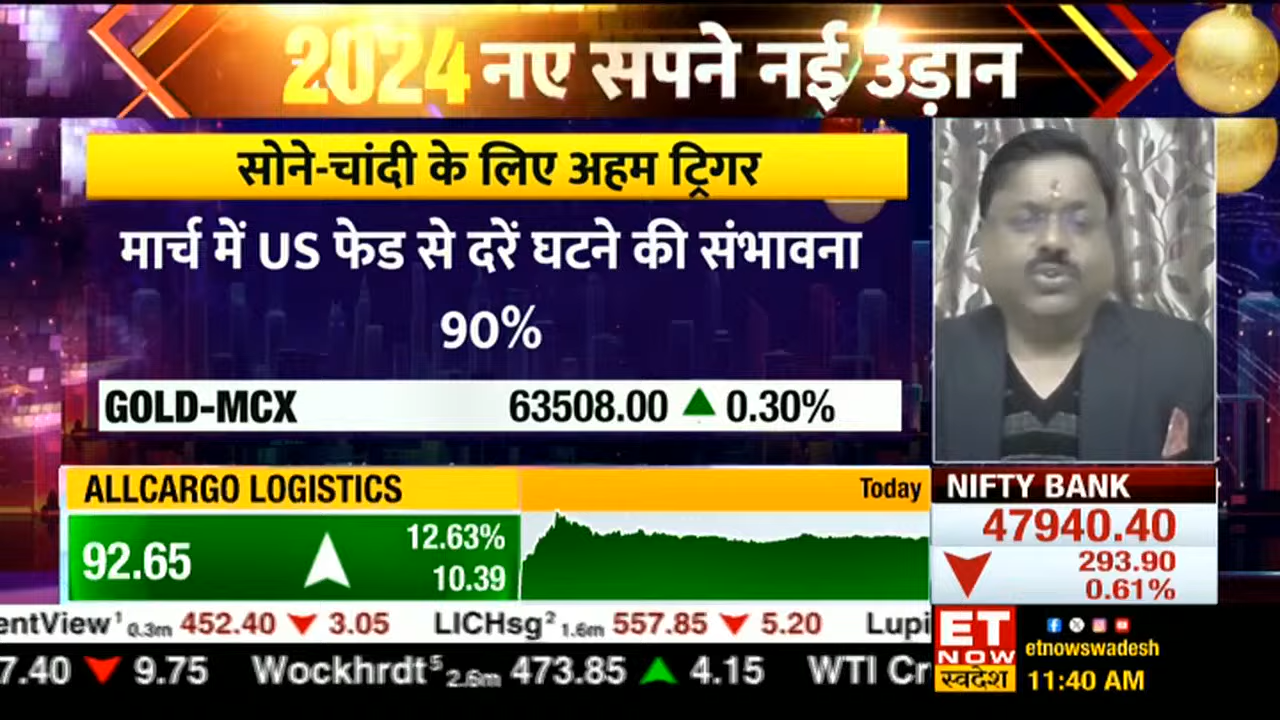 2024 नए सपने नई उड़ान
सोने-चांदी के लिए अहम ट्रिगर
मार्च में US फेड से दरें घटने की संभावना
90%
GOLD-MCX 63508.00 0.30%
ALLCARGO LOGISTICS Today
92.65 12.63%
10.39
NIFTY BANK
47940.40
293.90
0.61%
entView¹ 0.3m 452.40 3.05 LICHsg² 1.6m 557.85 5.20 Lupi
7.40 9.75 Wockhrdt⁵ 2.6m 473.85 4.15 WTI Cr
ET
NOW
स्वदेश
etnowswadesh
11:40 AM